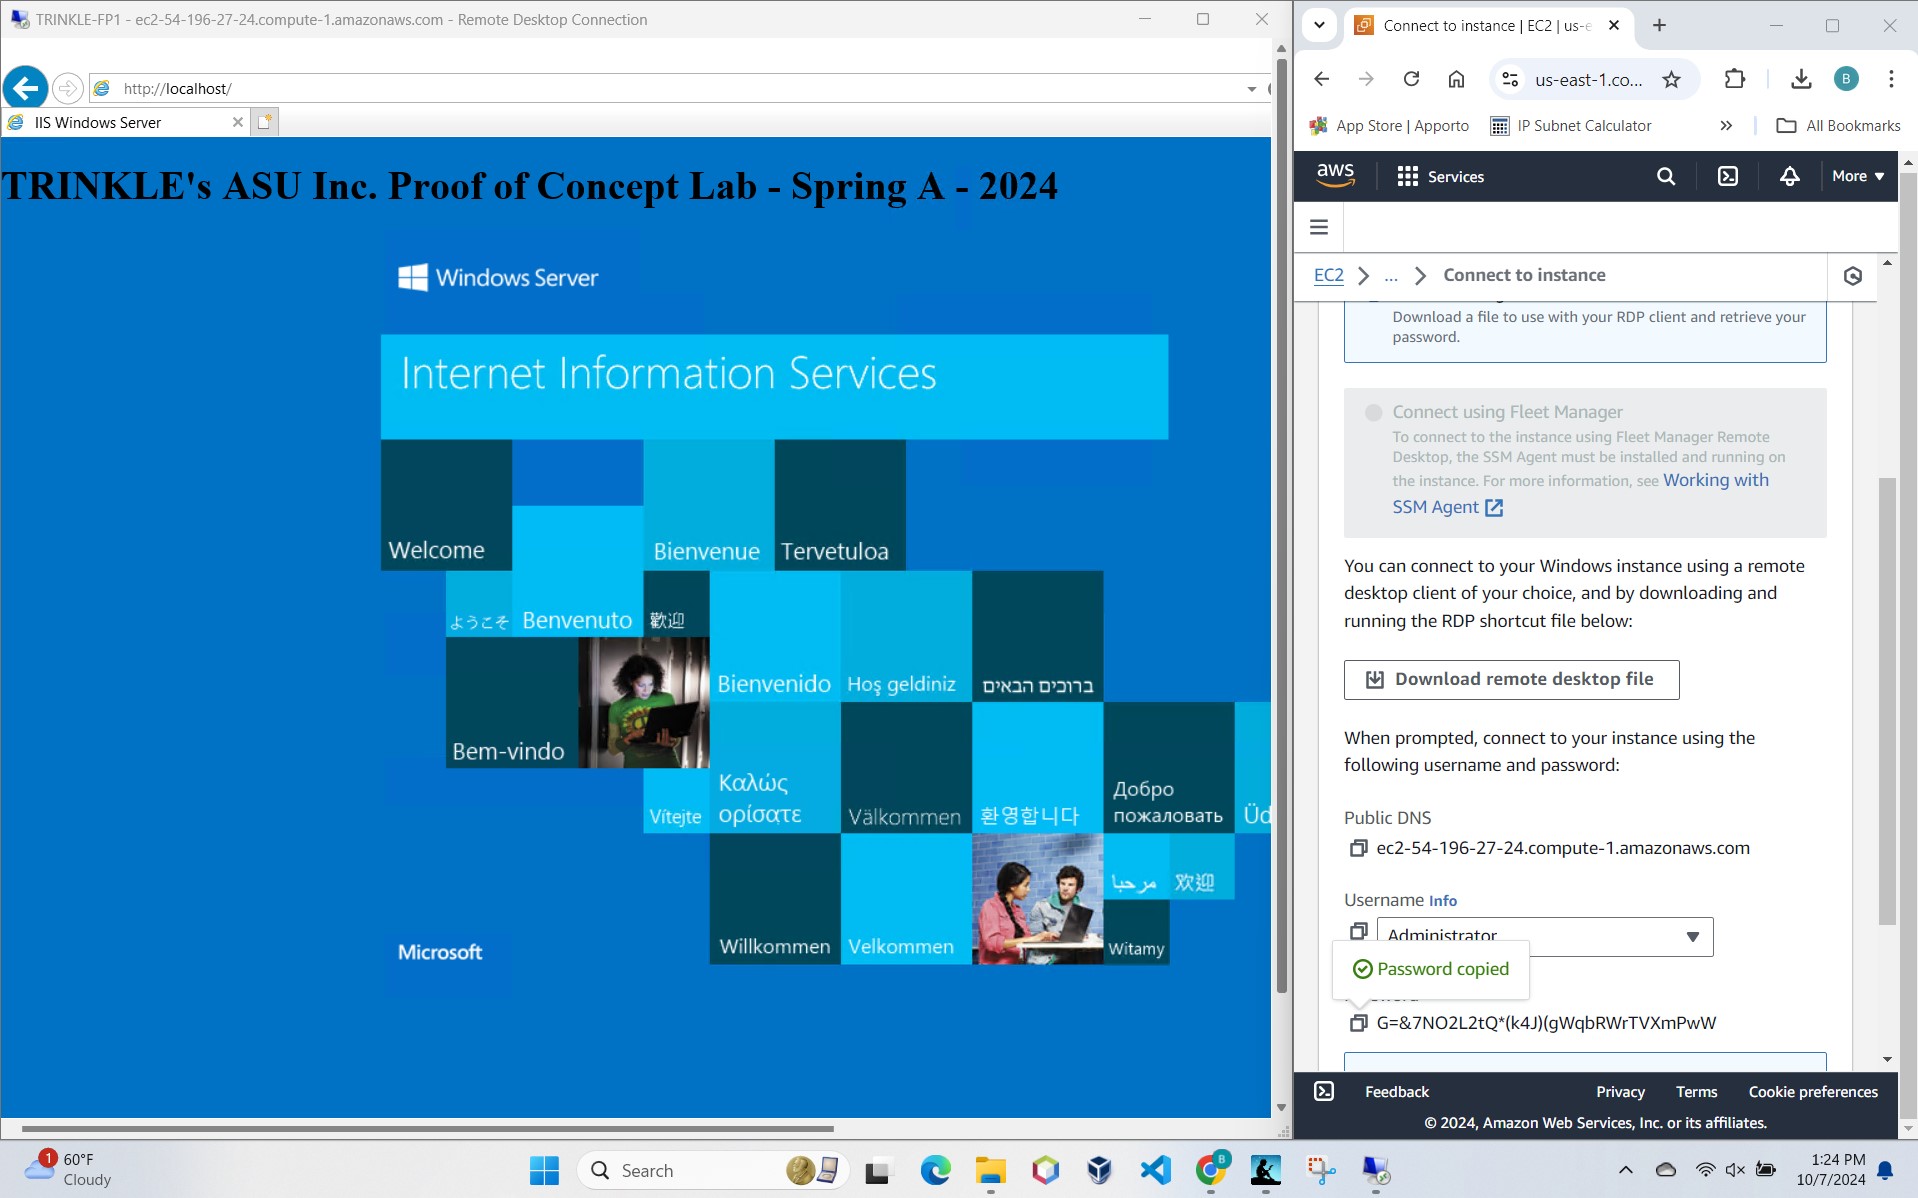 TRINKLE-FP1 - ec2-54-196-27-24.compute-1.amazonaws.com - Remote Desktop Connection
http://localhost/
IIS Windows Server
TRINKLE's ASU Inc. Proof of Concept Lab - Spring A - 2024
Windows Server
Internet Information Services
Welcome
Bienvenue
Tervetuloa
ようこそ
Benvenuto
歡迎
Bienvenido
Hoş geldiniz
ברוכים הבאים
Bem-vindo
Vítejte
Καλώς
ορίσατε
Välkommen
환영합니다
Добро
пожаловать
Üd
Microsoft
Willkommen
Velkommen
مرحبا
欢迎
Witamy
Connect to instance | EC2 | us-e
us-east-1.co...
B
App Store | Apporto
IP Subnet Calculator
All Bookmarks
aws
Services
More
EC2
...
Connect to instance
Download a file to use with your RDP client and retrieve your
password.
Connect using Fleet Manager
To connect to the instance using Fleet Manager Remote
Desktop, the SSM Agent must be installed and running on
the instance. For more information, see Working with
SSM Agent
You can connect to your Windows instance using a remote
desktop client of your choice, and by downloading and
running the RDP shortcut file below:
Download remote desktop file
When prompted, connect to your instance using the
following username and password:
Public DNS
ec2-54-196-27-24.compute-1.amazonaws.com
Username Info
Administrator
Password copied
G=&7NO2L2tQ*(k4J)(gWqbRWrTVXmPwW
Feedback
Privacy
Terms
Cookie preferences
© 2024, Amazon Web Services, Inc. or its affiliates.
1
60°F
Cloudy
Search
B
1:24 PM
10/7/2024